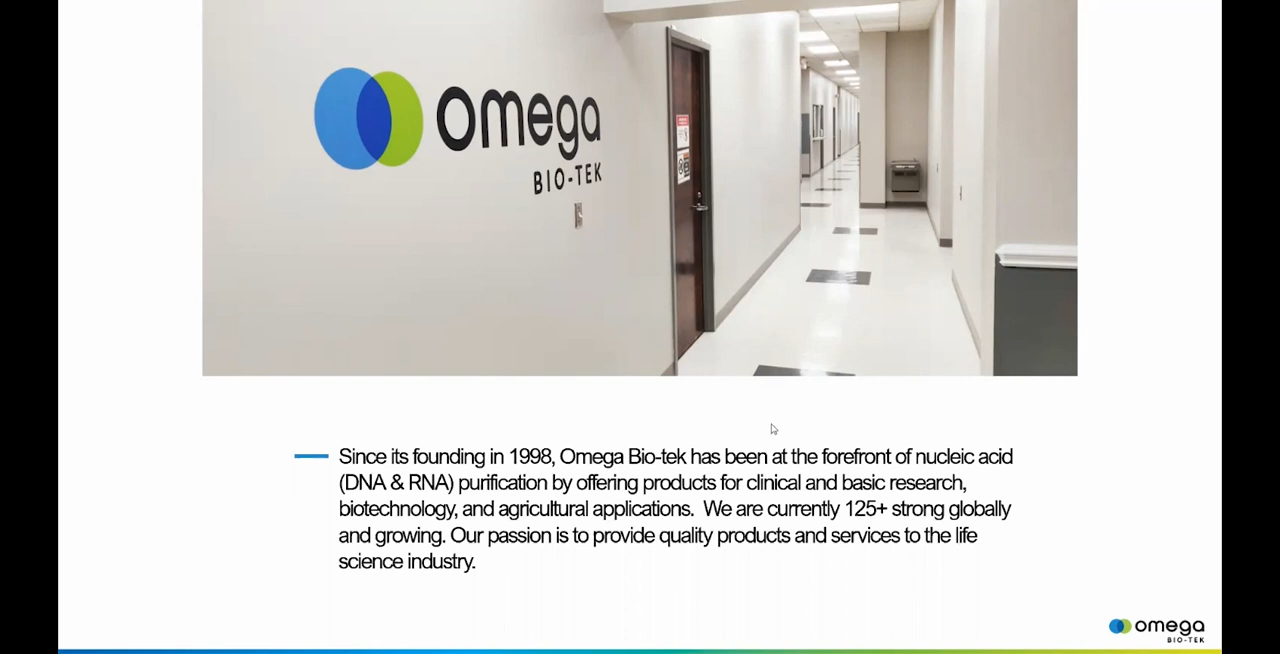 omega
BIO-TEK
Since its founding in 1998, Omega Bio-tek has been at the forefront of nucleic acid
(DNA & RNA) purification by offering products for clinical and basic research,
biotechnology, and agricultural applications.  We are currently 125+ strong globally
and growing. Our passion is to provide quality products and services to the life
science industry.
omega
BIO-TEK